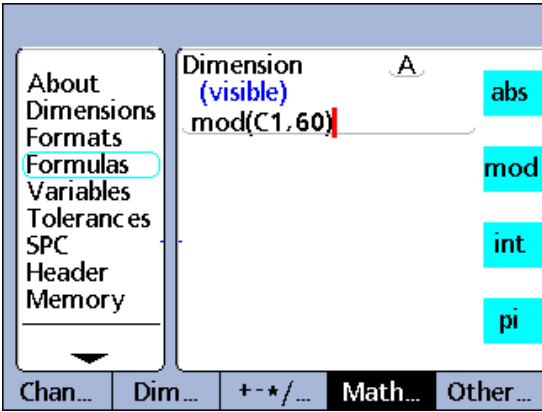 About
Dimensions
Formats
Formulas
Variables
Tolerances
SPC
Header
Memory
Dimension A
(visible)
mod(C1,60)
abs
mod
int
pi
Chan... Dim... +-*/... Math... Other...